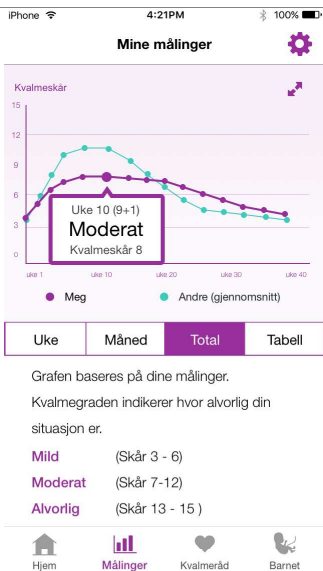 iPhone 4:21PM 100%
Mine målinger
Kvalmeskår
15
12
9
6
3
0
Uke 10 (9+1)
Moderat
Kvalmeskår 8
uke 1 uke 10 uke 20 uke 30 uke 40
Meg Andre (gjennomsnitt)
Uke Måned Total Tabell
Grafen baseres på dine målinger.
Kvalmegraden indikerer hvor alvorlig din
situasjon er.
Mild (Skår 3 - 6)
Moderat (Skår 7-12)
Alvorlig (Skår 13 - 15 )
Hjem Målinger Kvalmeråd Barnet